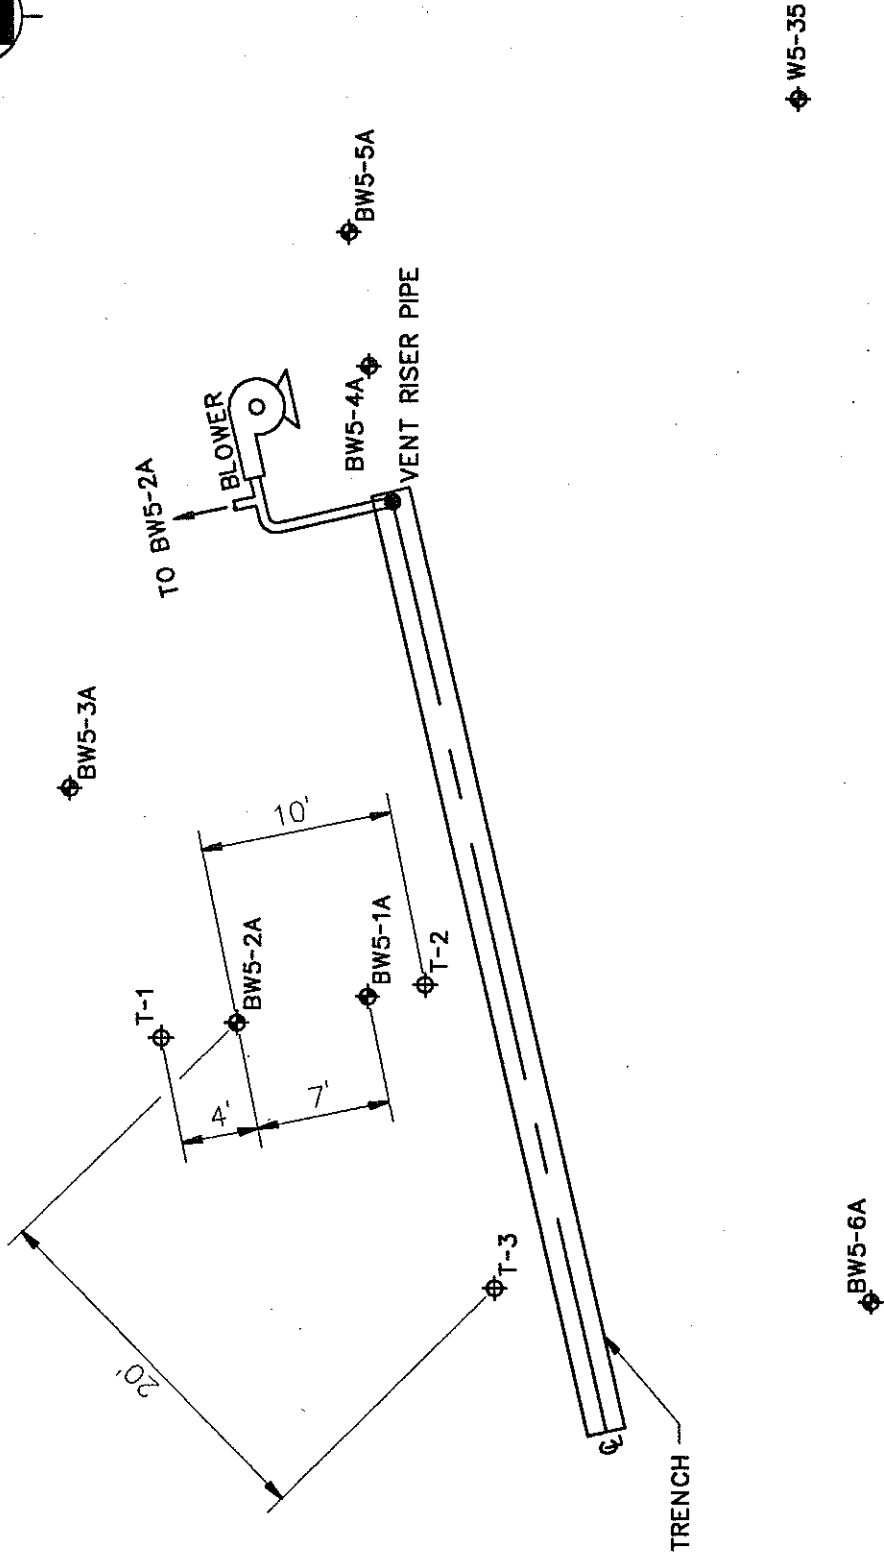 W5-35
BW5-5A
VENT RISER PIPE
BW5-4A
BLOWER
TO BW5-2A
BW5-3A
10'
BW5-2A
BW5-1A
T-1
T-2
4'
7'
20'
T-3
BW5-6A
℄
TRENCH